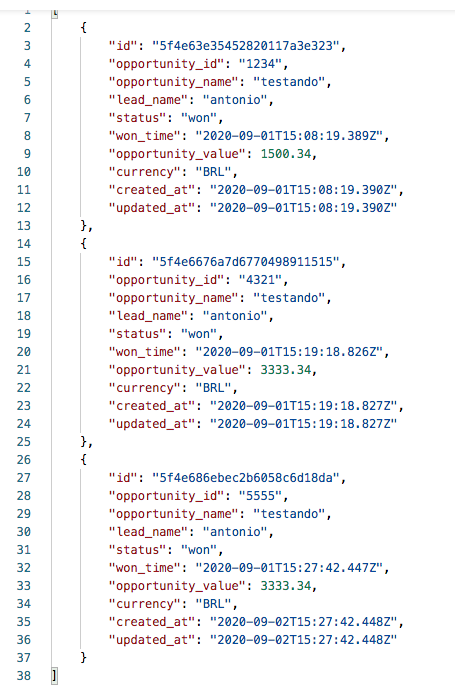 1 [
2 {
3 "id": "5f4e63e35452820117a3e323",
4 "opportunity_id": "1234",
5 "opportunity_name": "testando",
6 "lead_name": "antonio",
7 "status": "won",
8 "won_time": "2020-09-01T15:08:19.389Z",
9 "opportunity_value": 1500.34,
10 "currency": "BRL",
11 "created_at": "2020-09-01T15:08:19.390Z",
12 "updated_at": "2020-09-01T15:08:19.390Z"
13 },
14 {
15 "id": "5f4e6676a7d6770498911515",
16 "opportunity_id": "4321",
17 "opportunity_name": "testando",
18 "lead_name": "antonio",
19 "status": "won",
20 "won_time": "2020-09-01T15:19:18.826Z",
21 "opportunity_value": 3333.34,
22 "currency": "BRL",
23 "created_at": "2020-09-01T15:19:18.827Z",
24 "updated_at": "2020-09-01T15:19:18.827Z"
25 },
26 {
27 "id": "5f4e686ebec2b6058c6d18da",
28 "opportunity_id": "5555",
29 "opportunity_name": "testando",
30 "lead_name": "antonio",
31 "status": "won",
32 "won_time": "2020-09-01T15:27:42.447Z",
33 "opportunity_value": 3333.34,
34 "currency": "BRL",
35 "created_at": "2020-09-02T15:27:42.448Z",
36 "updated_at": "2020-09-02T15:27:42.448Z"
37 }
38 ]